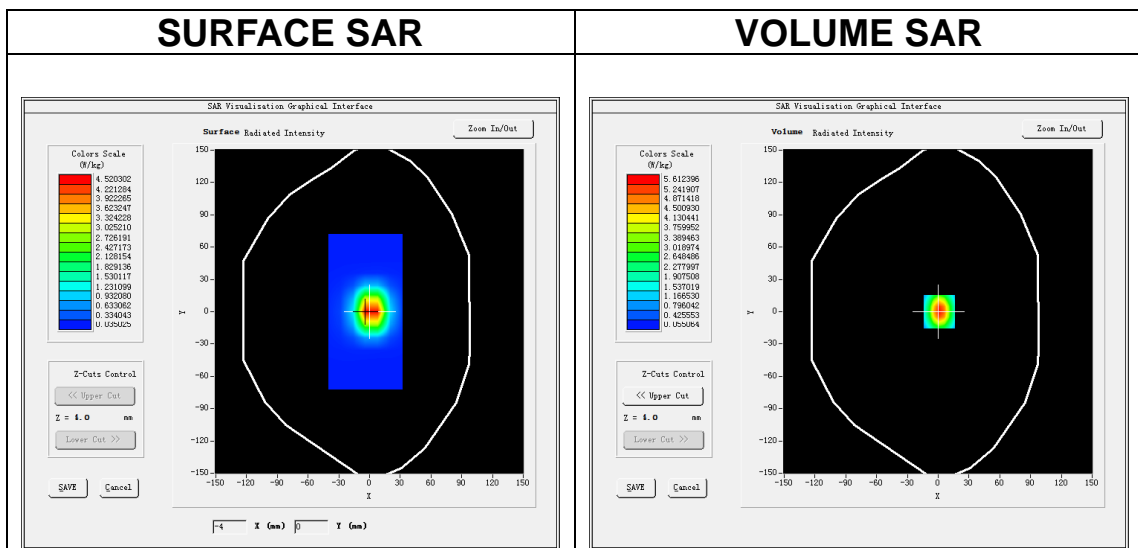 SURFACE SAR
VOLUME SAR
SAR Visualisation Graphical Interface
Surface Radiated Intensity
Zoom In/Out
Colors Scale
(W/kg)
4.520302
4.221284
3.922265
3.623247
3.324228
3.025210
2.726191
2.427173
2.128154
1.829136
1.530117
1.231099
0.932080
0.633062
0.334043
0.035025
Z-Cuts Control
<< Upper Cut
Z = 4.0 mm
Lower Cut >>
SAVE
Cancel
150
120
90
60
30
0
-30
-60
-90
-120
-150
Y
-150 -120 -90 -60 -30 0 30 60 90 120 150
X
-4 X (mm) 0 Y (mm)
SAR Visualisation Graphical Interface
Volume Radiated Intensity
Zoom In/Out
Colors Scale
(W/kg)
5.612396
5.241907
4.871418
4.500930
4.130441
3.759952
3.389463
3.018974
2.648486
2.277997
1.907508
1.537019
1.166530
0.796042
0.425553
0.055064
Z-Cuts Control
<< Upper Cut
Z = 4.0 mm
Lower Cut >>
SAVE
Cancel
150
120
90
60
30
0
-30
-60
-90
-120
-150
Y
-150 -120 -90 -60 -30 0 30 60 90 120 150
X